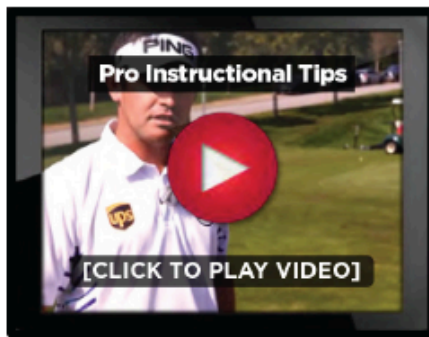 PING
Pro Instructional Tips
ups
[CLICK TO PLAY VIDEO]